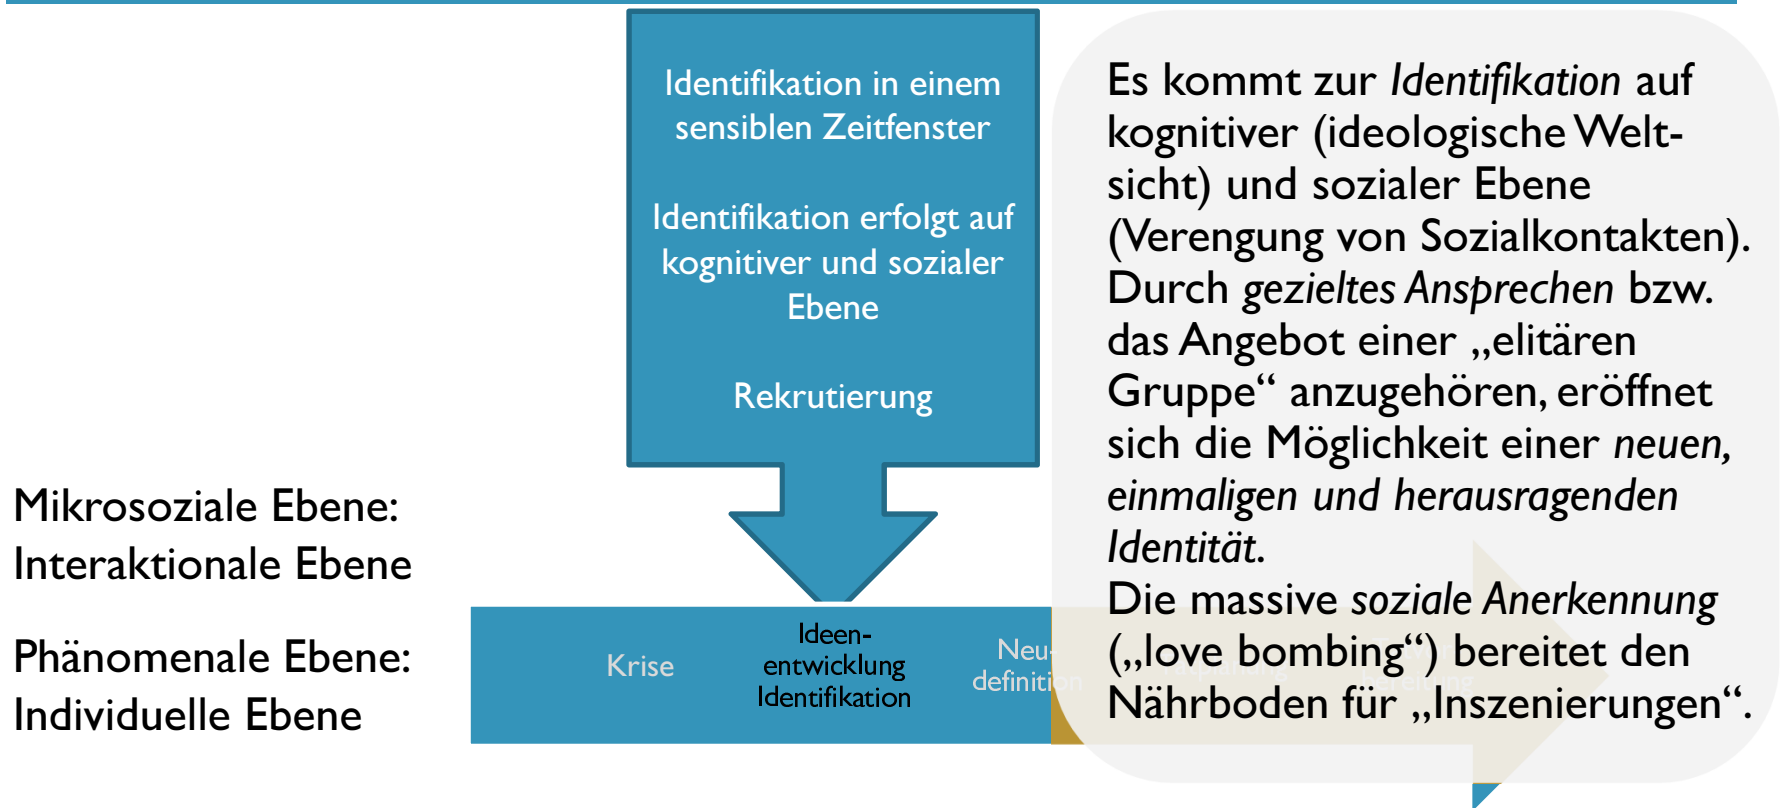 Identifikation in einem
sensiblen Zeitfenster
Identifikation erfolgt auf
kognitiver und sozialer
Ebene
Rekrutierung
Es kommt zur Identifikation auf
kognitiver (ideologische Welt-
sicht) und sozialer Ebene
(Verengung von Sozialkontakten).
Durch gezieltes Ansprechen bzw.
das Angebot einer „elitären
Gruppe“ anzugehören, eröffnet
sich die Möglichkeit einer neuen,
einmaligen und herausragenden
Identität.
Die massive soziale Anerkennung
(„love bombing“) bereitet den
Nährboden für „Inszenierungen“.
Mikrosoziale Ebene:
Interaktionale Ebene
Phänomenale Ebene:
Individuelle Ebene
Krise
Ideen-
entwicklung
Identifikation
Neu-
definition